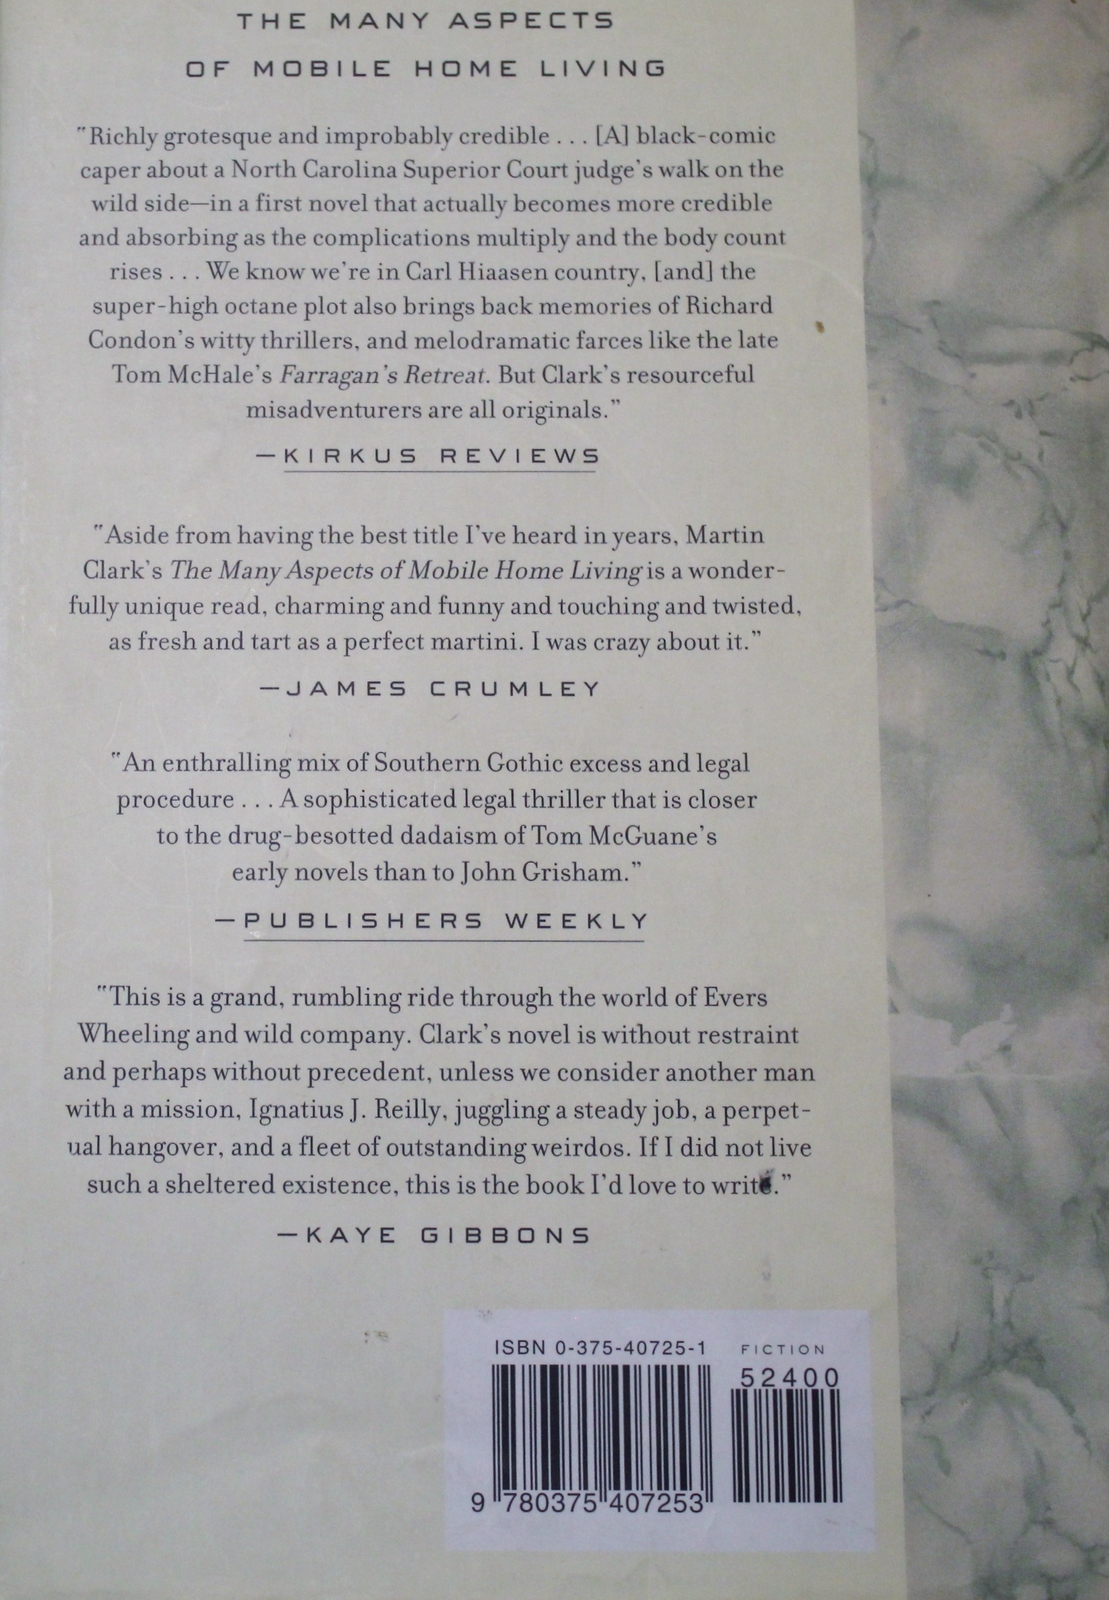 THE MANY ASPECTS
OF MOBILE HOME LIVING
"Richly grotesque and improbably credible . . . [A] black-comic
caper about a North Carolina Superior Court judge's walk on the
wild side—in a first novel that actually becomes more credible
and absorbing as the complications multiply and the body count
rises . . . We know we're in Carl Hiaasen country, [and] the
super-high octane plot also brings back memories of Richard
Condon's witty thrillers, and melodramatic farces like the late
Tom McHale's Farragan's Retreat. But Clark's resourceful
misadventurers are all originals."
—KIRKUS REVIEWS
"Aside from having the best title I've heard in years, Martin
Clark's The Many Aspects of Mobile Home Living is a wonder-
fully unique read, charming and funny and touching and twisted,
as fresh and tart as a perfect martini. I was crazy about it."
—JAMES CRUMLEY
"An enthralling mix of Southern Gothic excess and legal
procedure . . . A sophisticated legal thriller that is closer
to the drug-besotted dadaism of Tom McGuane's
early novels than to John Grisham."
—PUBLISHERS WEEKLY
"This is a grand, rumbling ride through the world of Evers
Wheeling and wild company. Clark's novel is without restraint
and perhaps without precedent, unless we consider another man
with a mission, Ignatius J. Reilly, juggling a steady job, a perpet-
ual hangover, and a fleet of outstanding weirdos. If I did not live
such a sheltered existence, this is the book I'd love to write."
—KAYE GIBBONS
ISBN 0-375-40725-1 FICTION
52400
9 780375 407253